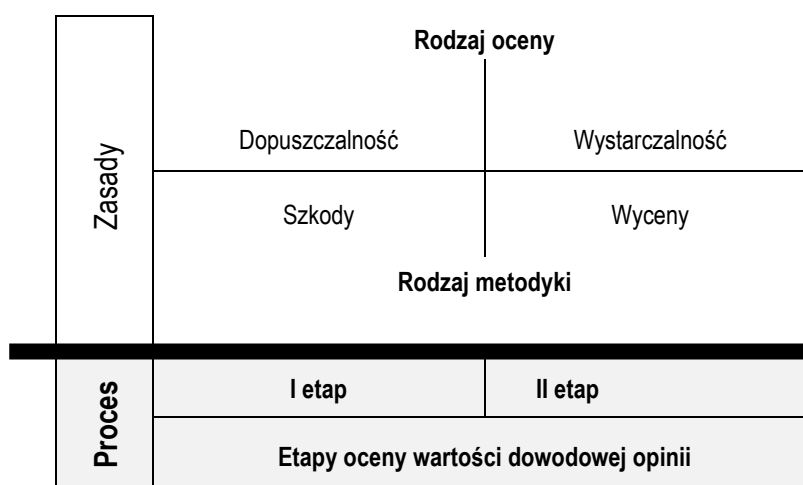 Zasady
Rodzaj oceny
Dopuszczalność
Wystarczalność
Szkody
Wyceny
Rodzaj metodyki
Proces
I etap
II etap
Etapy oceny wartości dowodowej opinii